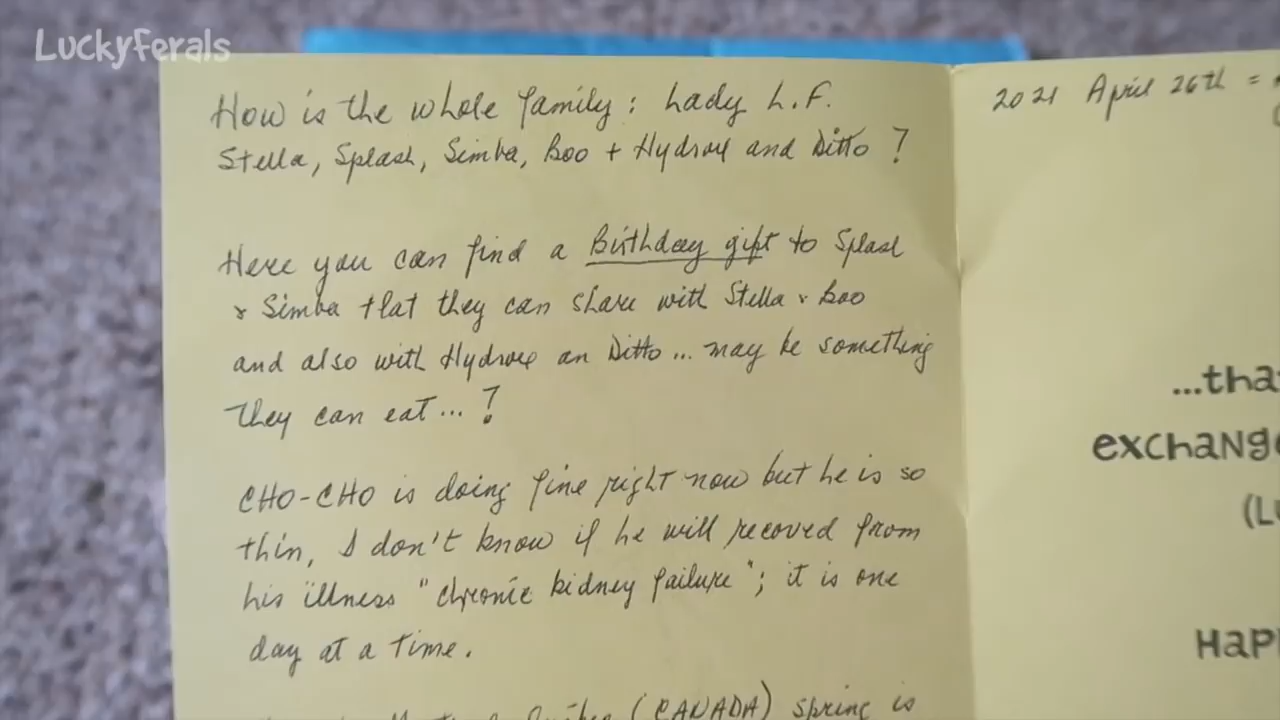 LuckyFerals
How is the whole family : Lady L.F.
Stella, Splash, Simba, Boo + Hydrox and Ditto ?
Here you can find a Birthday gift to Splash
& Simba that they can share with Stella & Boo
and also with Hydrox an Ditto ... may be something
they can eat ... ?
CHO-CHO is doing fine right now but he is so
thin, I don't know if he will recoved from
his illness "chronic kidney failure"; it is one
day at a time.
Québec (CANADA) spring is
2021 April 26th =
...tha
exchange
(L
Happ